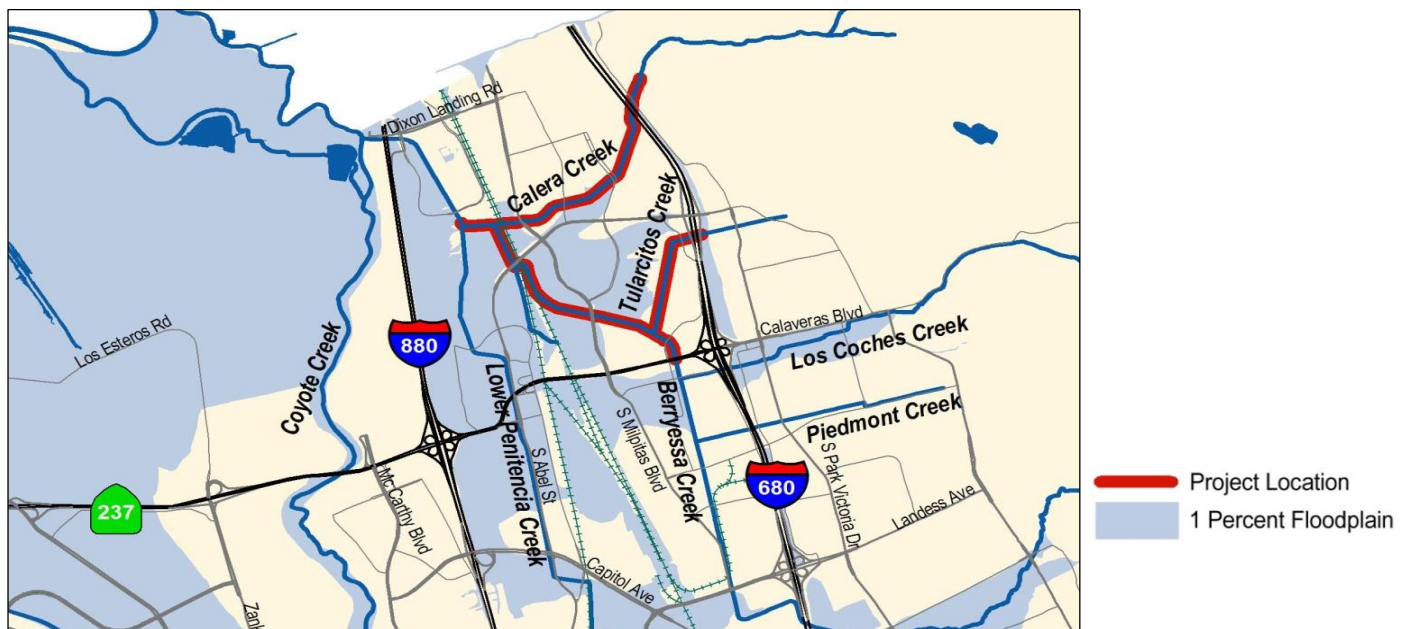 Dixon Landing Rd
Calera Creek
Tularcitos Creek
Los Esteros Rd
Coyote Creek
880
Calaveras Blvd
Los Coches Creek
Lower Penitencia Creek
Berryessa Creek
Piedmont Creek
S Milpitas Blvd
S Abel St
McCarthy Blvd
S Park Victoria Dr
680
Landess Ave
237
Capitol Ave
Project Location
1 Percent Floodplain